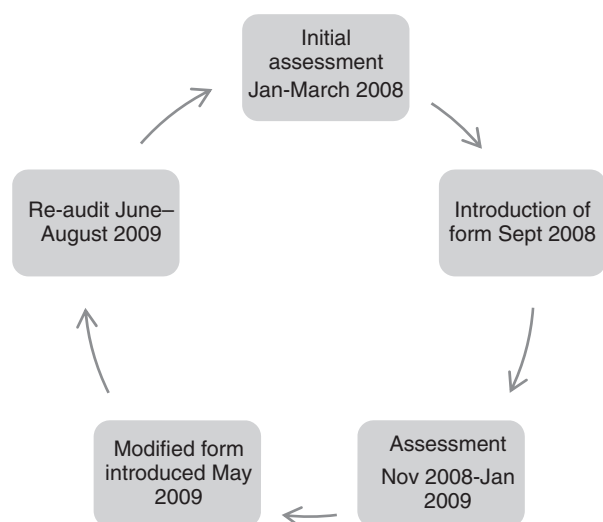 Initial
assessment
Jan-March 2008
Introduction of
form Sept 2008
Assessment
Nov 2008-Jan
2009
Modified form
introduced May
2009
Re-audit June–
August 2009